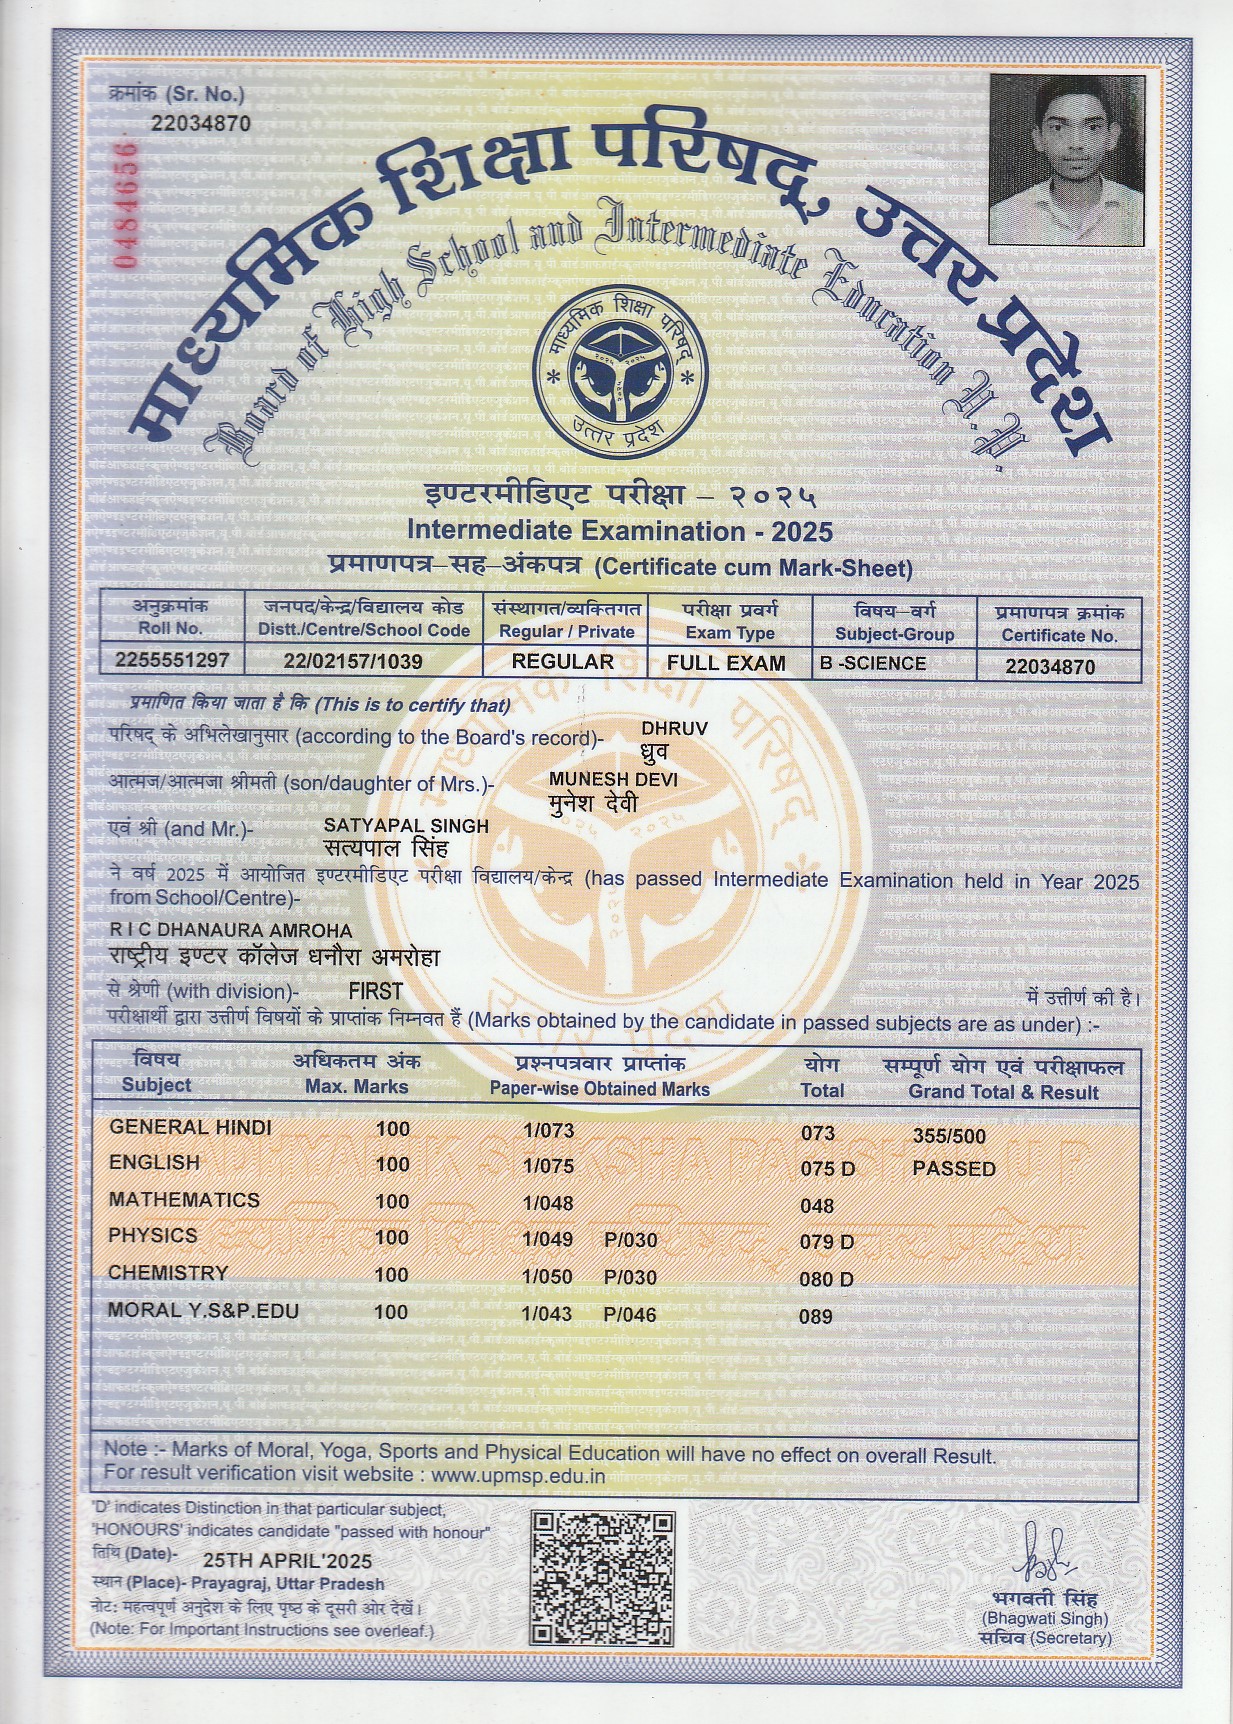 क्रमांक (Sr. No.)
22034870
0484656
माध्यमिक शिक्षा परिषद्, उत्तर प्रदेश
Board of High School and Intermediate Education U.P.
माध्यमिक शिक्षा परिषद्
२०२५ २०२५
२०२५
उत्तर प्रदेश
इण्टरमीडिएट परीक्षा – २०२५
Intermediate Examination - 2025
प्रमाणपत्र–सह–अंकपत्र (Certificate cum Mark-Sheet)
अनुक्रमांक जनपद/केन्द्र/विद्यालय कोड संस्थागत/व्यक्तिगत परीक्षा प्रवर्ग विषय–वर्ग प्रमाणपत्र क्रमांक
Roll No. Distt./Centre/School Code Regular / Private Exam Type Subject-Group Certificate No.
2255551297 22/02157/1039 REGULAR FULL EXAM B -SCIENCE 22034870
प्रमाणित किया जाता है कि (This is to certify that)
परिषद् के अभिलेखानुसार (according to the Board's record)- DHRUV
ध्रुव
आत्मज/आत्मजा श्रीमती (son/daughter of Mrs.)- MUNESH DEVI
मुनेश देवी
एवं श्री (and Mr.)- SATYAPAL SINGH
सत्यपाल सिंह
ने वर्ष 2025 में आयोजित इण्टरमीडिएट परीक्षा विद्यालय/केन्द्र (has passed Intermediate Examination held in Year 2025
from School/Centre)-
R I C DHANAURA AMROHA
राष्ट्रीय इण्टर कॉलेज धनौरा अमरोहा
से श्रेणी (with division)- FIRST में उत्तीर्ण की है।
परीक्षार्थी द्वारा उत्तीर्ण विषयों के प्राप्तांक निम्नवत हैं (Marks obtained by the candidate in passed subjects are as under) :-
विषय अधिकतम अंक प्रश्नपत्रवार प्राप्तांक योग सम्पूर्ण योग एवं परीक्षाफल
Subject Max. Marks Paper-wise Obtained Marks Total Grand Total & Result
GENERAL HINDI 100 1/073 073 355/500
ENGLISH 100 1/075 075 D PASSED
MATHEMATICS 100 1/048 048
PHYSICS 100 1/049 P/030 079 D
CHEMISTRY 100 1/050 P/030 080 D
MORAL Y.S&P.EDU 100 1/043 P/046 089
Note :- Marks of Moral, Yoga, Sports and Physical Education will have no effect on overall Result.
For result verification visit website : www.upmsp.edu.in
'D' indicates Distinction in that particular subject,
'HONOURS' indicates candidate "passed with honour"
तिथि (Date)- 25TH APRIL'2025
स्थान (Place)- Prayagraj, Uttar Pradesh
नोट: महत्वपूर्ण अनुदेश के लिए पृष्ठ के दूसरी ओर देखें।
(Note: For Important Instructions see overleaf.)
भगवती सिंह
(Bhagwati Singh)
सचिव (Secretary)